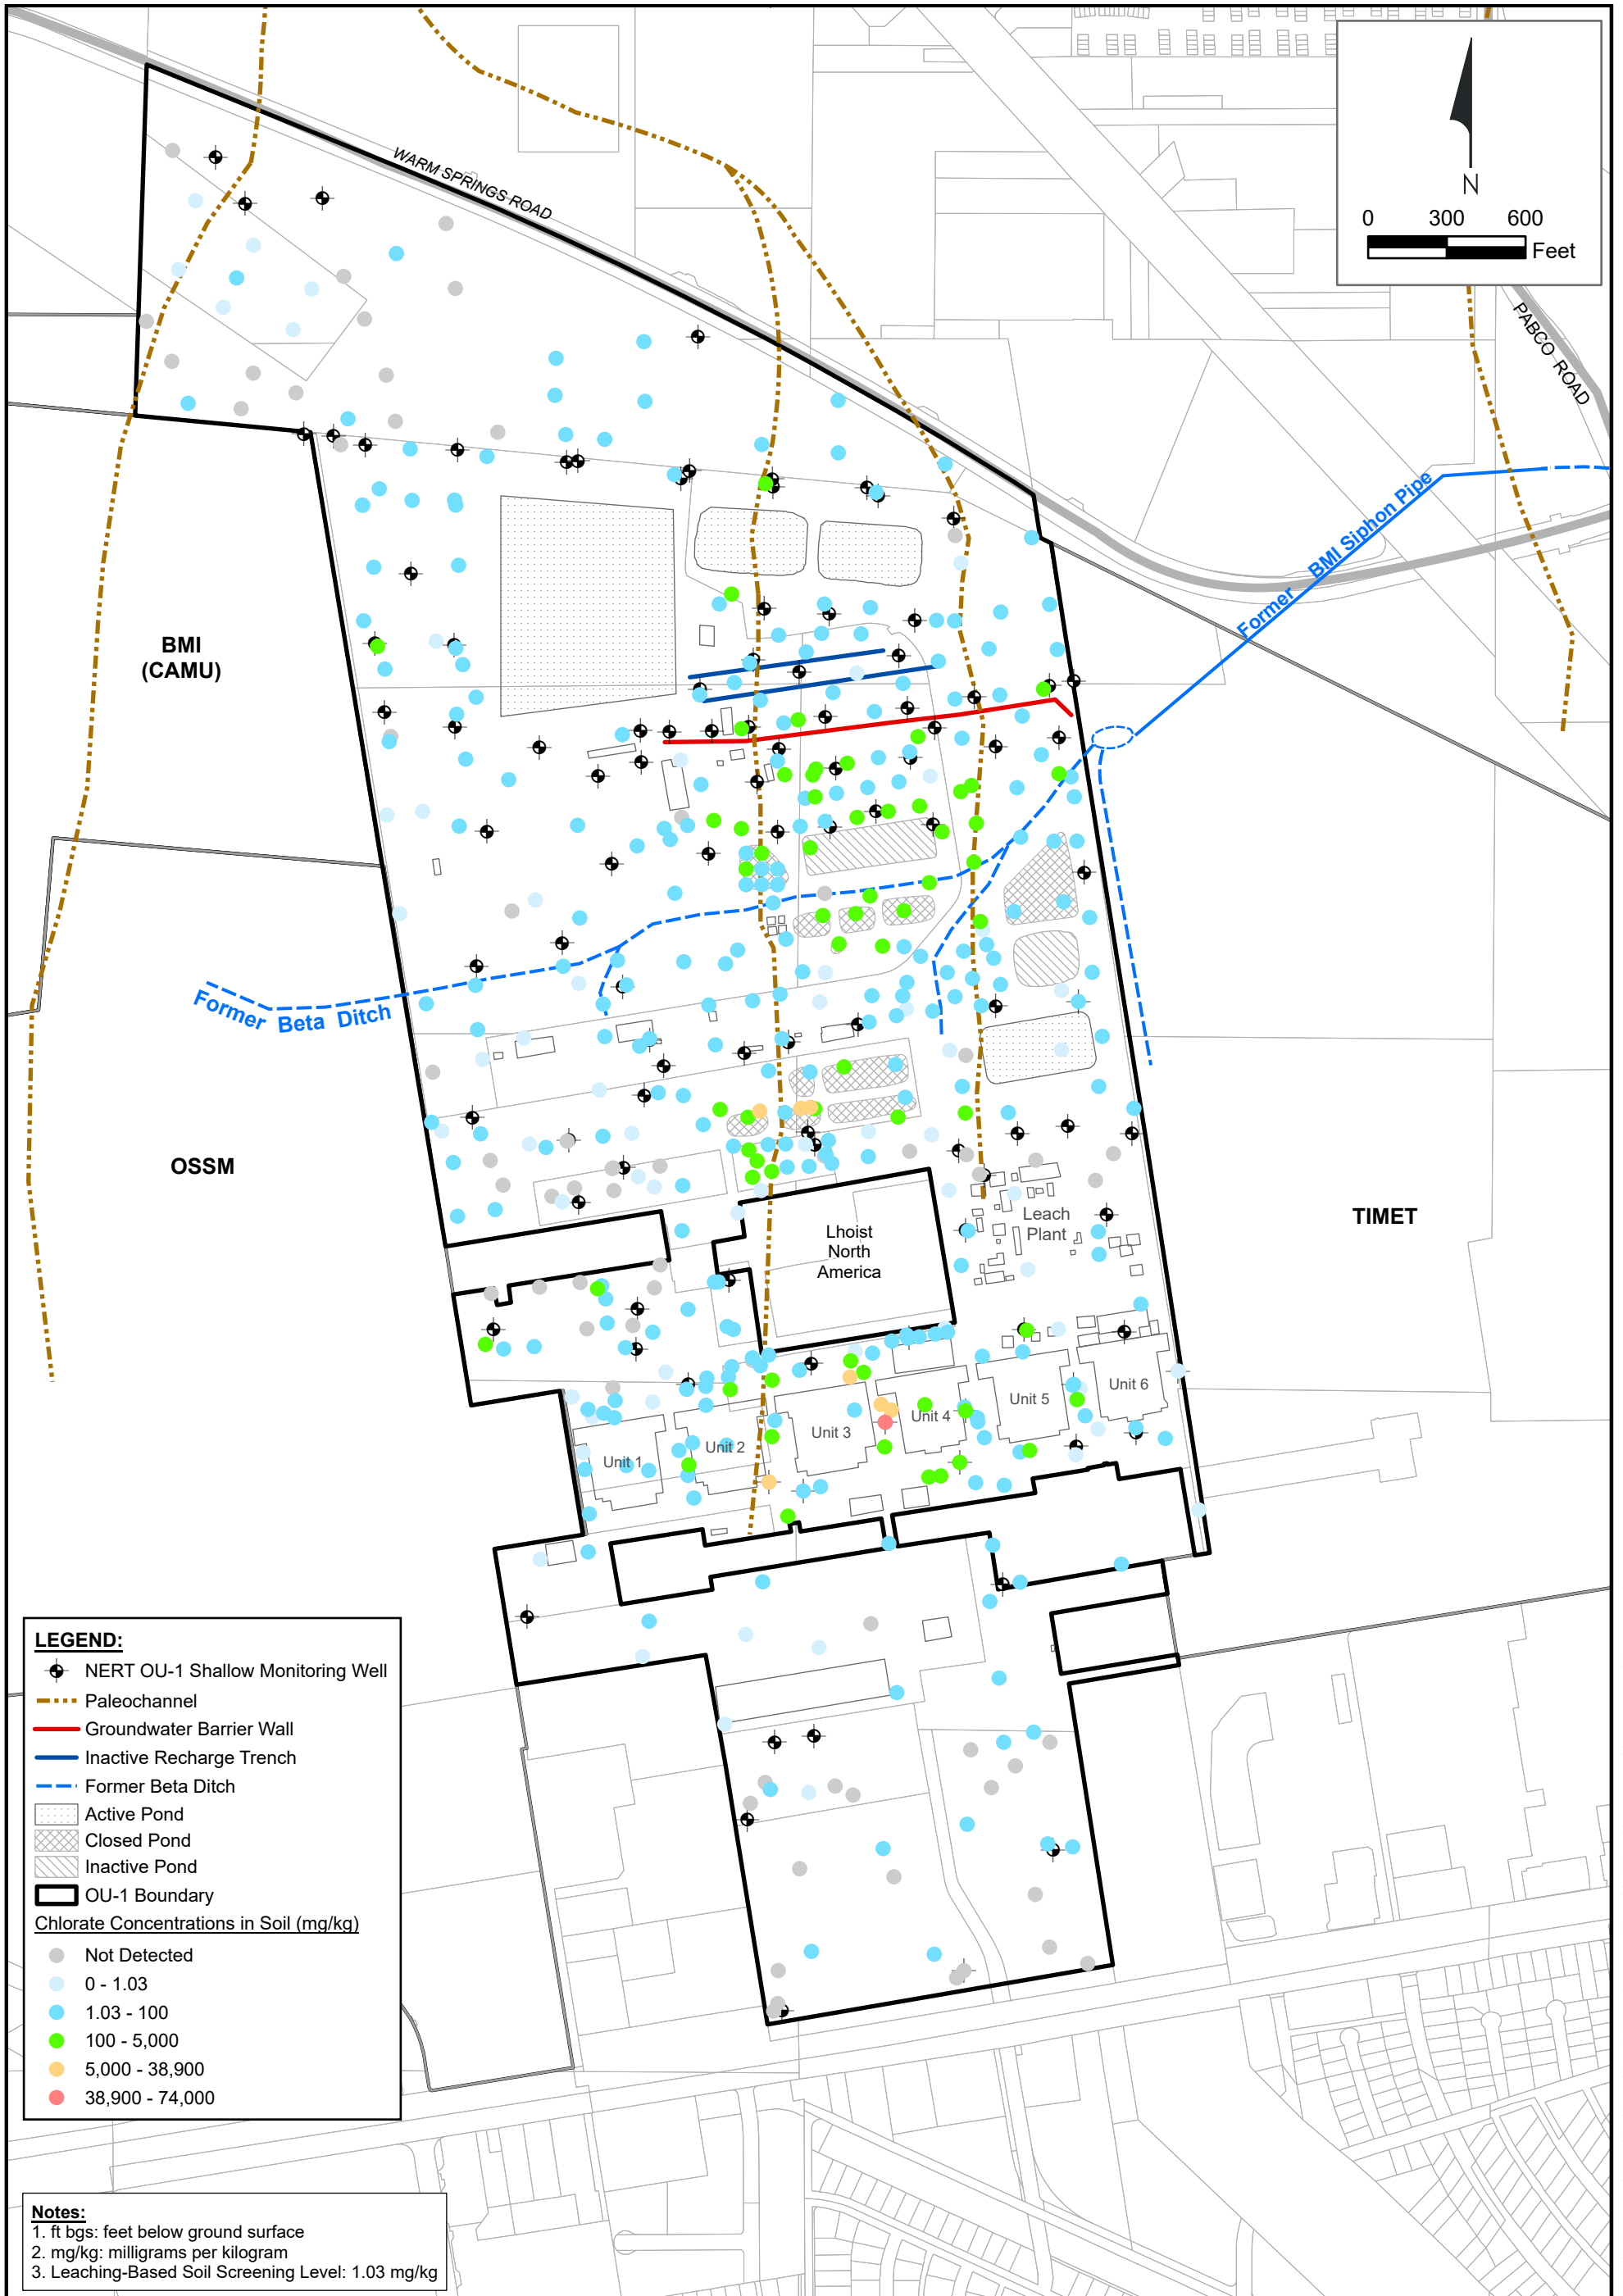 WARM SPRINGS ROAD
N
0 300 600
Feet
PABCO ROAD
Former BMI Siphon Pipe
BMI
(CAMU)
Former Beta Ditch
OSSM
TIMET
Lhoist
North
America
Leach
Plant
Unit 1
Unit 2
Unit 3
Unit 4
Unit 5
Unit 6
LEGEND:
NERT OU-1 Shallow Monitoring Well
Paleochannel
Groundwater Barrier Wall
Inactive Recharge Trench
Former Beta Ditch
Active Pond
Closed Pond
Inactive Pond
OU-1 Boundary
Chlorate Concentrations in Soil (mg/kg)
Not Detected
0 - 1.03
1.03 - 100
100 - 5,000
5,000 - 38,900
38,900 - 74,000
Notes:
1. ft bgs: feet below ground surface
2. mg/kg: milligrams per kilogram
3. Leaching-Based Soil Screening Level: 1.03 mg/kg